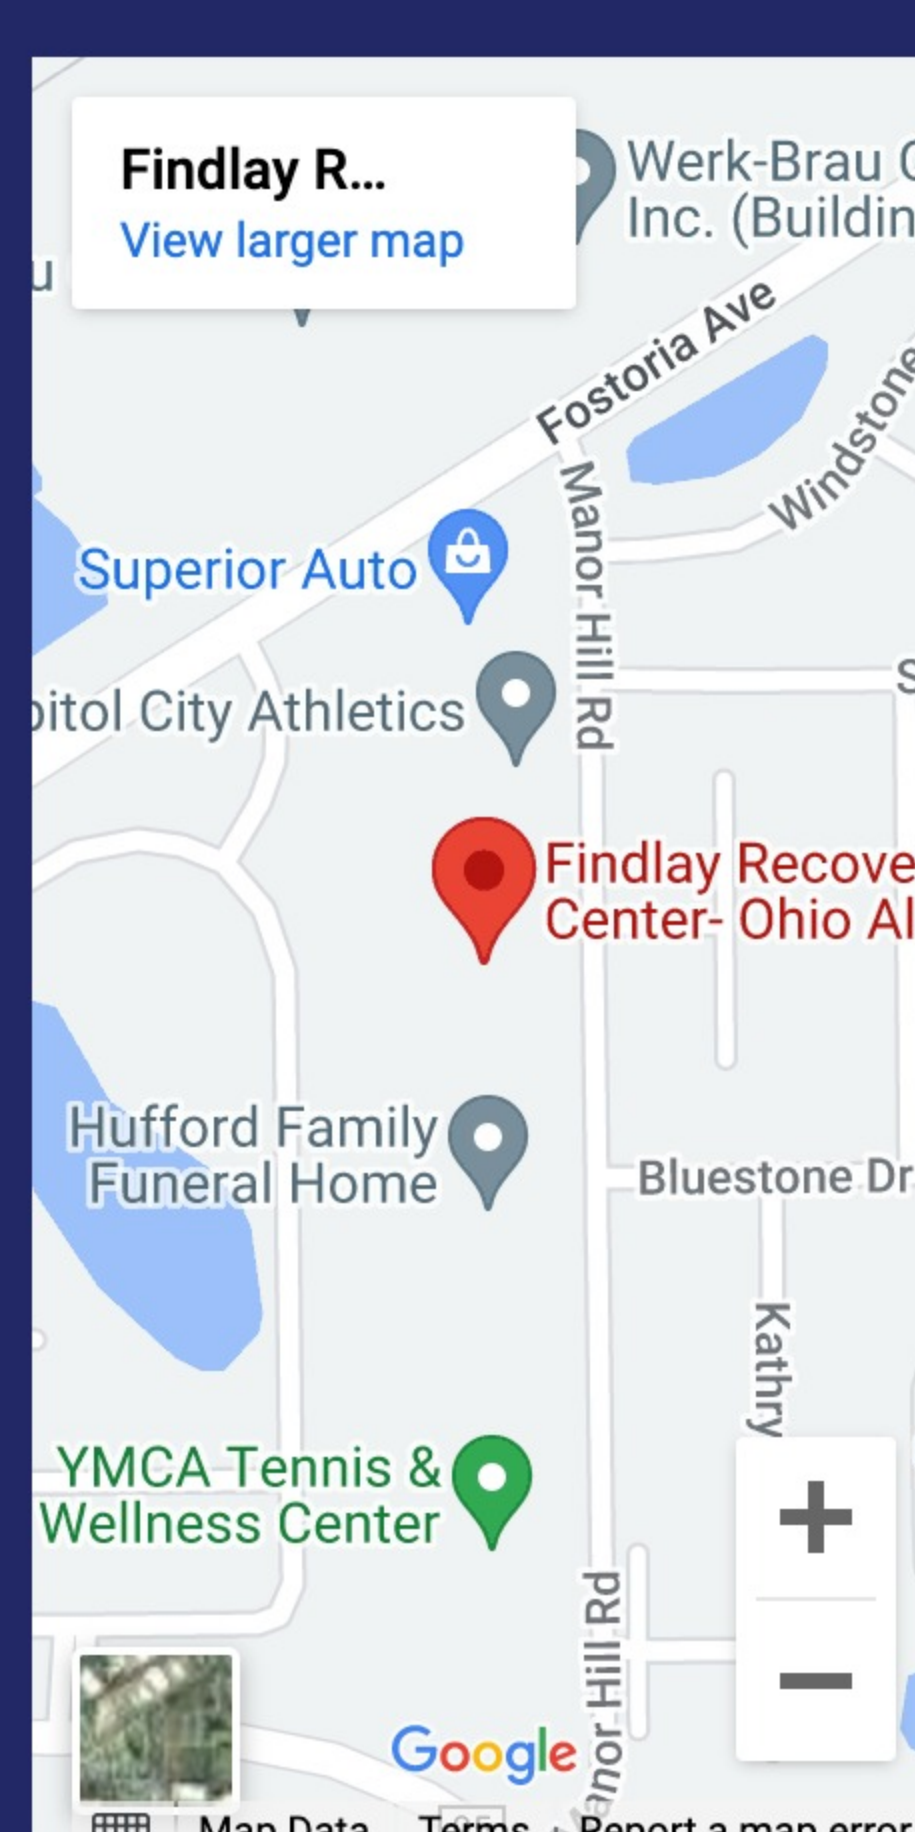 Findlay R...
View larger map
Werk-Brau
Inc. (Buildin
u
Fostoria Ave
Windstone
Manor Hill Rd
Superior Auto
pitol City Athletics
S
Findlay Recove
Center- Ohio Al
Hufford Family
Funeral Home
Bluestone Dr
Kathry
YMCA Tennis &
Wellness Center
+
Manor Hill Rd
−
Google
Map Data
Terms
Report a map error